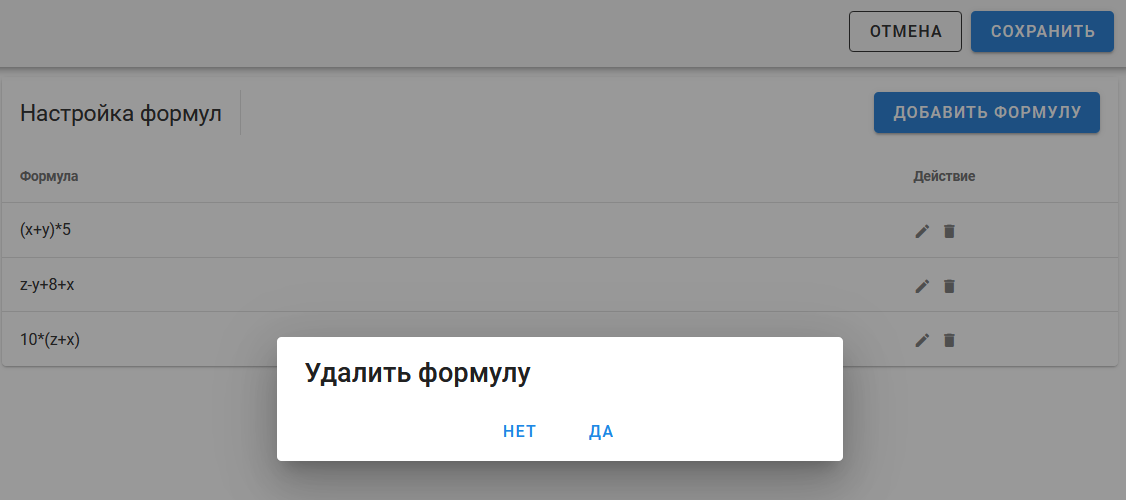 ОТМЕНА СОХРАНИТЬ
Настройка формул ДОБАВИТЬ ФОРМУЛУ
Формула Действие
(x+y)*5
z-y+8+x
10*(z+x)
Удалить формулу
НЕТ ДА